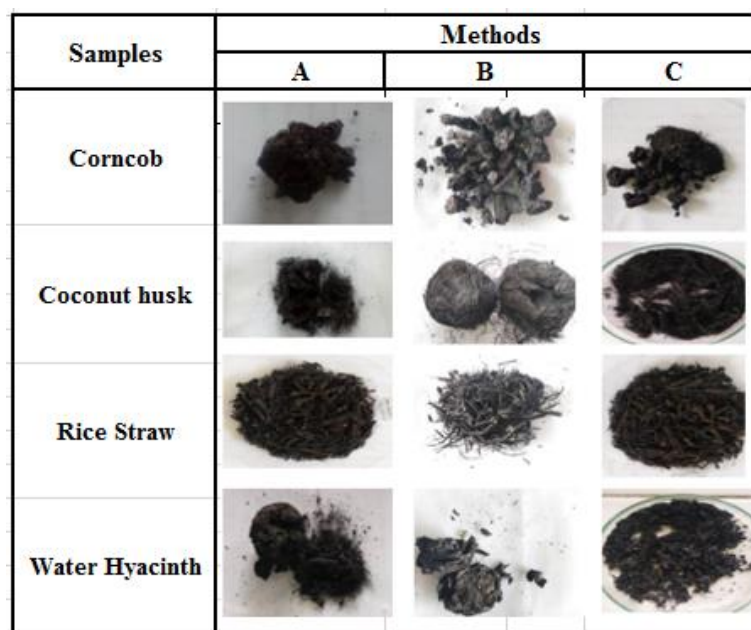 Samples
Methods
A B C
Corncob
Coconut husk
Rice Straw
Water Hyacinth